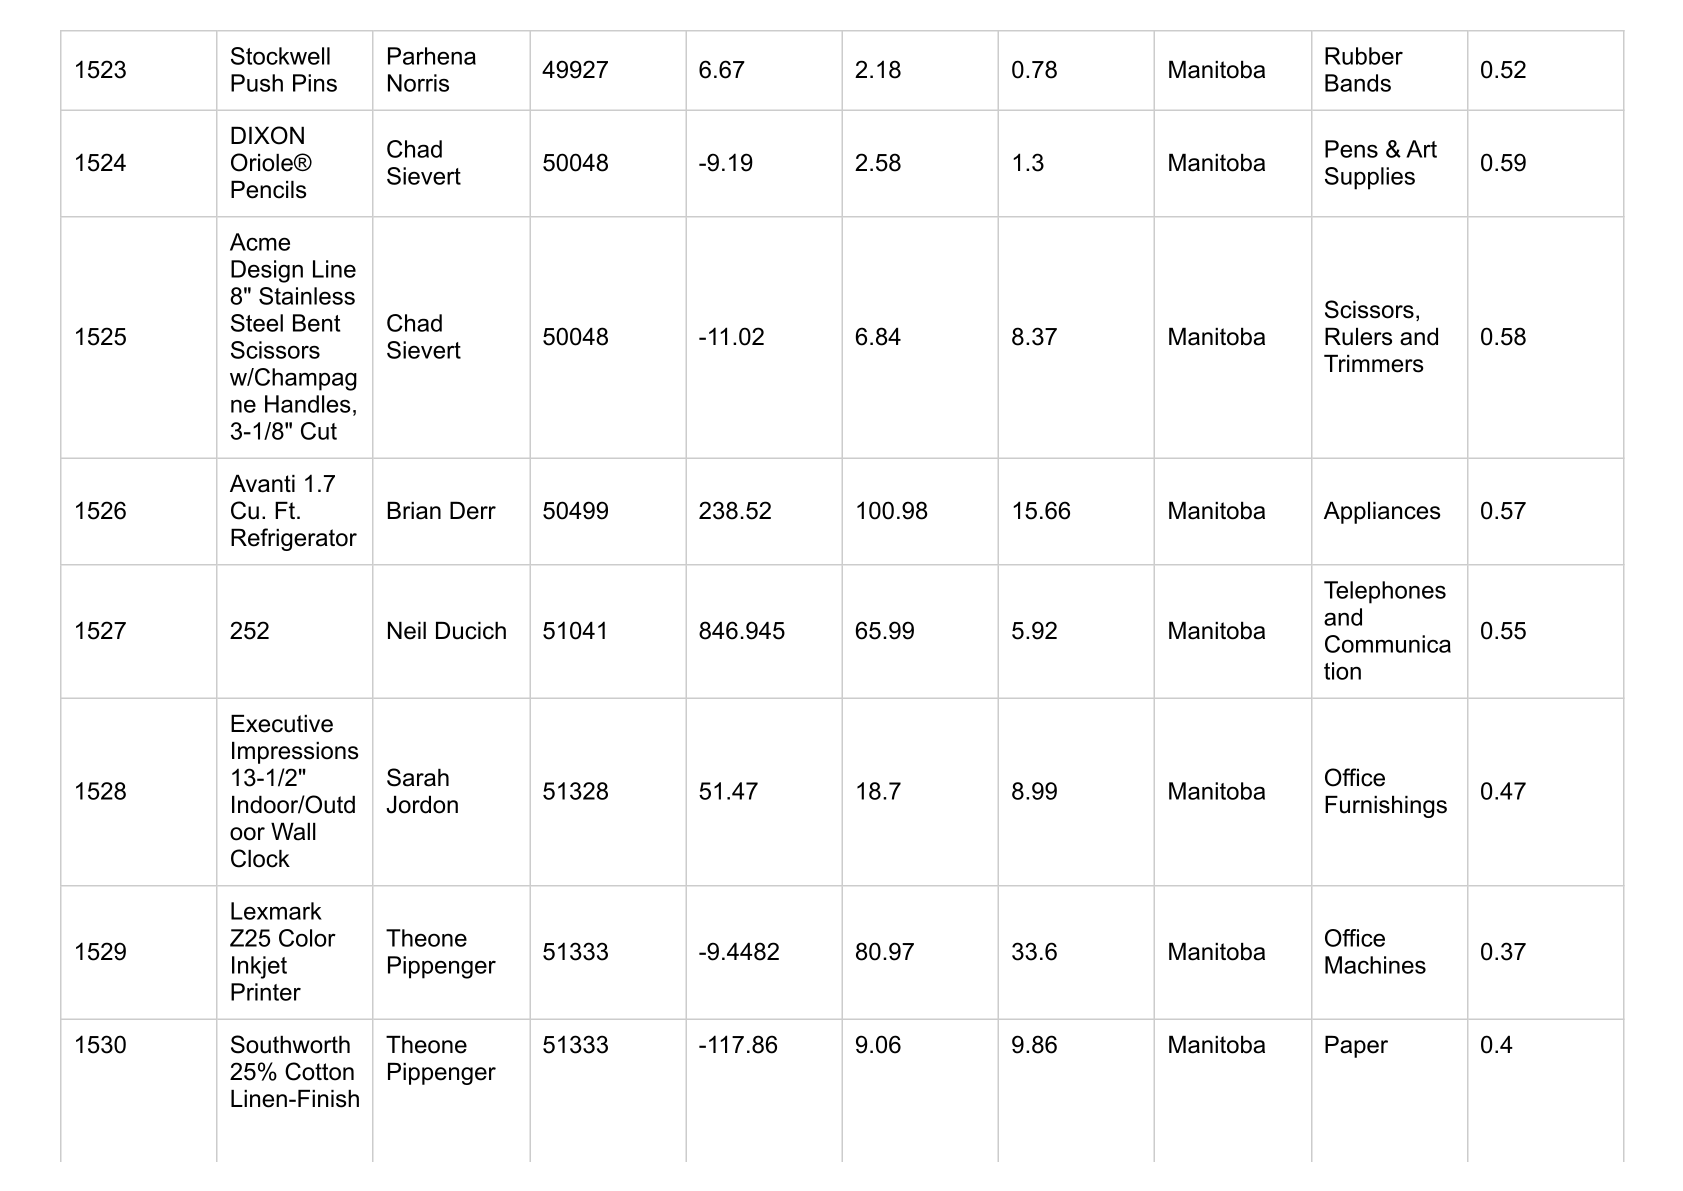 1523
Stockwell
Push Pins
Parhena
Norris
49927
6.67
2.18
0.78
Manitoba
Rubber
Bands
0.52
1524
DIXON
Oriole®
Pencils
Chad
Sievert
50048
-9.19
2.58
1.3
Manitoba
Pens & Art
Supplies
0.59
1525
Acme
Design Line
8" Stainless
Steel Bent
Scissors
w/Champag
ne Handles,
3-1/8" Cut
Chad
Sievert
50048
-11.02
6.84
8.37
Manitoba
Scissors,
Rulers and
Trimmers
0.58
1526
Avanti 1.7
Cu. Ft.
Refrigerator
Brian Derr
50499
238.52
100.98
15.66
Manitoba
Appliances
0.57
1527
252
Neil Ducich
51041
846.945
65.99
5.92
Manitoba
Telephones
and
Communica
tion
0.55
1528
Executive
Impressions
13-1/2"
Indoor/Outd
oor Wall
Clock
Sarah
Jordon
51328
51.47
18.7
8.99
Manitoba
Office
Furnishings
0.47
1529
Lexmark
Z25 Color
Inkjet
Printer
Theone
Pippenger
51333
-9.4482
80.97
33.6
Manitoba
Office
Machines
0.37
1530
Southworth
25% Cotton
Linen-Finish
Theone
Pippenger
51333
-117.86
9.06
9.86
Manitoba
Paper
0.4